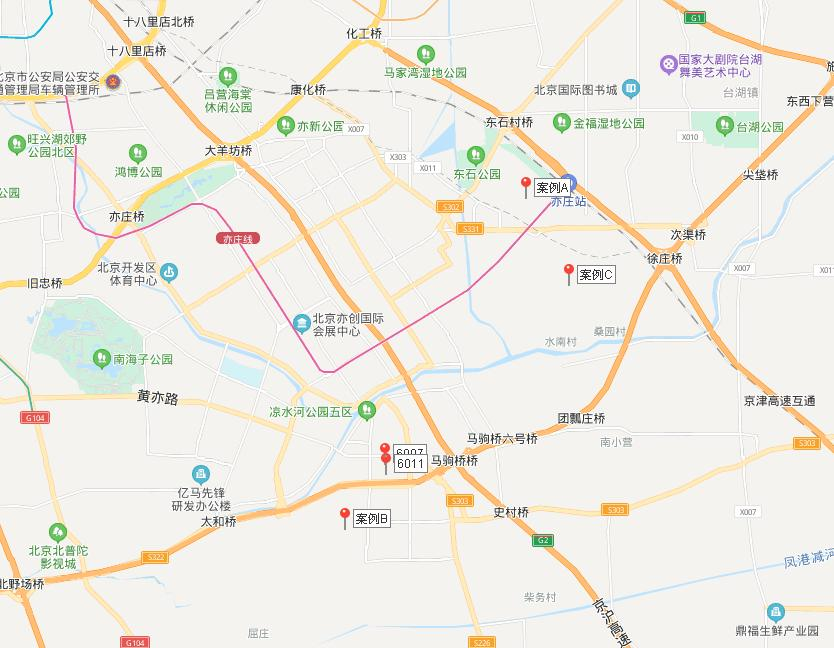 十八里店北桥
G1
化工桥
十八里店桥
国家大剧院台湖
舞美艺术中心
马家湾湿地公园
北京市公安局公安交
通管理局车辆管理所
康化桥
北京国际图书城
台湖镇
吕营海棠
休闲公园
东西下营
亦新公园
X007
东石村桥
金福湿地公园
台湖公园
旺兴湖郊野
公园北区
X010
大羊坊桥
X303
X011
东石公园
鸿博公园
尖垡桥
公园
案例A
亦庄站
亦庄桥
S302
S331
次渠桥
亦庄线
徐庄桥
北京开发区
体育中心
案例C
X007
旧忠桥
北京亦创国际
会展中心
桑园村
水南村
南海子公园
黄亦路
京津高速互通
G104
凉水河公园五区
团瓢庄桥
马驹桥六号桥
南小营
S303
6007
6011
马驹桥桥
亿马先锋
研发办公楼
S303
史村桥
S303
X007
太和桥
案例B
北京北普陀
影视城
S322
G2
凤港减河
北野场桥
柴务村
京沪高速
鼎福生鲜产业园
屈庄
G104
S226